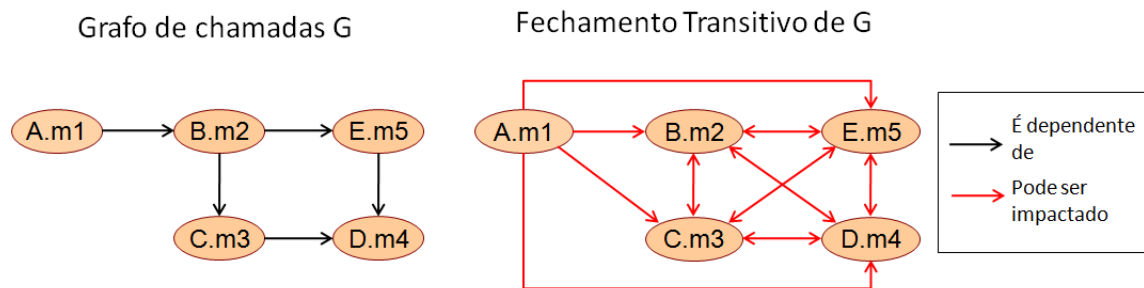 Grafo de chamadas G
Fechamento Transitivo de G
A.m1
B.m2
E.m5
C.m3
D.m4
A.m1
B.m2
E.m5
C.m3
D.m4
É dependente
de
Pode ser
impactado